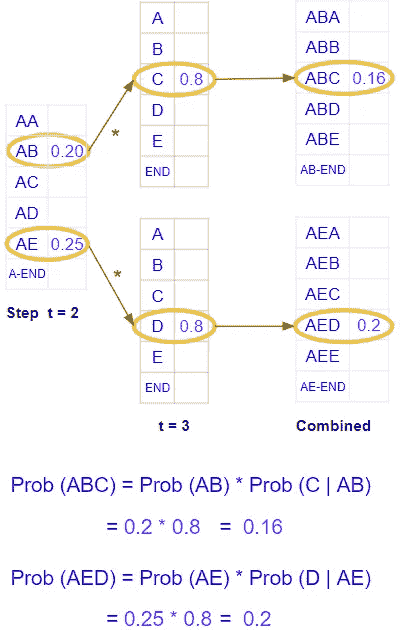 AA
AB 0.20
AC
AD
AE 0.25
A-END
Step t = 2
*
*
A
B
C 0.8
D
E
END
A
B
C
D 0.8
E
END
t = 3
ABA
ABB
ABC 0.16
ABD
ABE
AB-END
AEA
AEB
AEC
AED 0.2
AEE
AE-END
Combined
Prob (ABC) = Prob (AB) * Prob (C | AB)
= 0.2 * 0.8 = 0.16
Prob (AED) = Prob (AE) * Prob (D | AE)
= 0.25 * 0.8 = 0.2